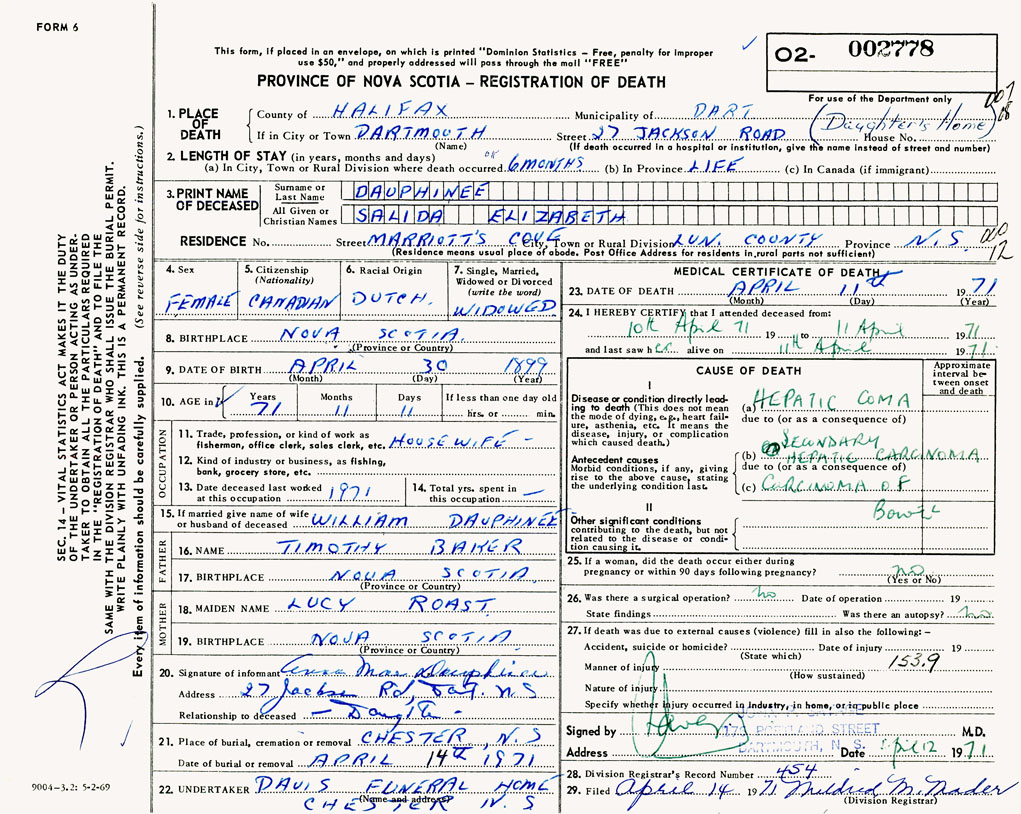 FORM 6
This form, if placed in an envelope, on which is printed "Dominion Statistics – Free, penalty for improper
use $50," and properly addressed will pass through the mail "FREE"
PROVINCE OF NOVA SCOTIA – REGISTRATION OF DEATH
O2- 002778
For use of the Department only
1. PLACE OF DEATH
County of HALIFAX Municipality of DART
If in City or Town DARTMOUTH Street 27 JACKSON ROAD (Daughter's Home) House No.
(Name) (If death occurred in a hospital or institution, give the name instead of street and number)
2. LENGTH OF STAY (in years, months and days)
(a) In City, Town or Rural Division where death occurred 6 MONTHS (b) In Province LIFE (c) In Canada (if immigrant)
3. PRINT NAME OF DECEASED
Surname or Last Name DAUPHINEE
All Given or Christian Names SALIDA ELIZABETH
RESIDENCE No. Street MARRIOTT'S COVE City, Town or Rural Division LUN. COUNTY Province N.S.
(Residence means usual place of abode. Post Office Address for residents in rural parts not sufficient)
4. Sex FEMALE
5. Citizenship (Nationality) CANADIAN
6. Racial Origin DUTCH.
7. Single, Married, Widowed or Divorced (write the word) WIDOWED
8. BIRTHPLACE NOVA SCOTIA
(Province or Country)
9. DATE OF BIRTH APRIL 30 1899
(Month) (Day) (Year)
10. AGE in Years 71 Months 11 Days 11 If less than one day old hrs. or min.
OCCUPATION
11. Trade, profession, or kind of work as
fisherman, office clerk, sales clerk, etc. HOUSEWIFE –
12. Kind of industry or business, as fishing,
bank, grocery store, etc.
13. Date deceased last worked at this occupation 1971
14. Total yrs. spent in this occupation —
15. If married give name of wife
or husband of deceased WILLIAM DAUPHINEE
FATHER
16. NAME TIMOTHY BAKER
17. BIRTHPLACE NOVA SCOTIA
(Province or Country)
MOTHER
18. MAIDEN NAME LUCY ROAST
19. BIRTHPLACE NOVA SCOTIA
(Province or Country)
20. Signature of informant Dauphinee
Address 27 Jackson Rd, Dart. N.S
Relationship to deceased – Daughter –
21. Place of burial, cremation or removal CHESTER, N.S
Date of burial or removal APRIL 14th 1971
22. UNDERTAKER DAVIS FUNERAL HOME
(Name and address)
CHESTER N.S
MEDICAL CERTIFICATE OF DEATH
23. DATE OF DEATH APRIL 11th 1971
(Month) (Day) (Year)
24. I HEREBY CERTIFY that I attended deceased from:
10th April 71 19 to 11 April 1971
and last saw h er alive on 11th April 1971
CAUSE OF DEATH
Approximate interval between onset and death
I
Disease or condition directly leading to death (This does not
mean the mode of dying, e.g., heart failure, asthenia, etc. It means the
disease, injury, or complication which caused death.)
(a) HEPATIC COMA
due to (or as a consequence of)
Antecedent causes
Morbid conditions, if any, giving
rise to the above cause, stating
the underlying condition last.
SECUNDARY
(b) HEPATIC CARCINOMA
due to (or as a consequence of)
(c) CARCINOMA OF
Bowel
II
Other significant conditions
contributing to the death, but not
related to the disease or condition causing it.
25. If a woman, did the death occur either during
pregnancy or within 90 days following pregnancy? no
(Yes or No)
26. Was there a surgical operation? no Date of operation 19
State findings Was there an autopsy? no
27. If death was due to external causes (violence) fill in also the following: –
Accident, suicide or homicide? Date of injury 19
(State which)
Manner of injury 153.9
(How sustained)
Nature of injury
Specify whether injury occurred in industry, in home, or in public place
Signed by M.D.
PORTLAND STREET
DARTMOUTH, N. S.
Address Date Apl 12 1971
28. Division Registrar's Record Number 454
29. Filed April 14 1971 Mildred M. Nader
(Division Registrar)
SEC. 14 – VITAL STATISTICS ACT MAKES IT THE DUTY
OF THE UNDERTAKER OR PERSON ACTING AS UNDERTAKER
TO OBTAIN ALL THE PARTICULARS REQUIRED
IN THE "REGISTRATION OF DEATH" AND TO FILE THE
SAME WITH THE DIVISION REGISTRAR WHO SHALL ISSUE THE BURIAL PERMIT.
WRITE PLAINLY WITH UNFADING INK. THIS IS A PERMANENT RECORD.
Every item of information should be carefully supplied. (See reverse side for instructions.)
9004-3.2: 5-2-69